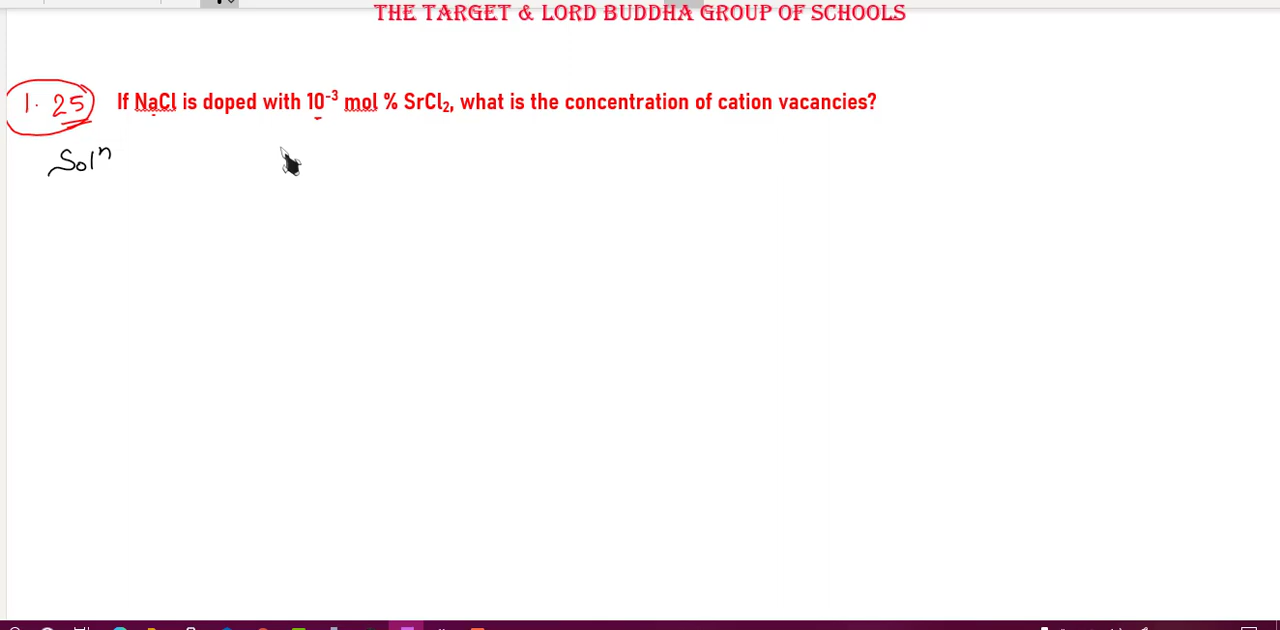 THE TARGET & LORD BUDDHA GROUP OF SCHOOLS
1.25 If NaCl is doped with 10⁻³ mol % SrCl₂, what is the concentration of cation vacancies?
Solⁿ